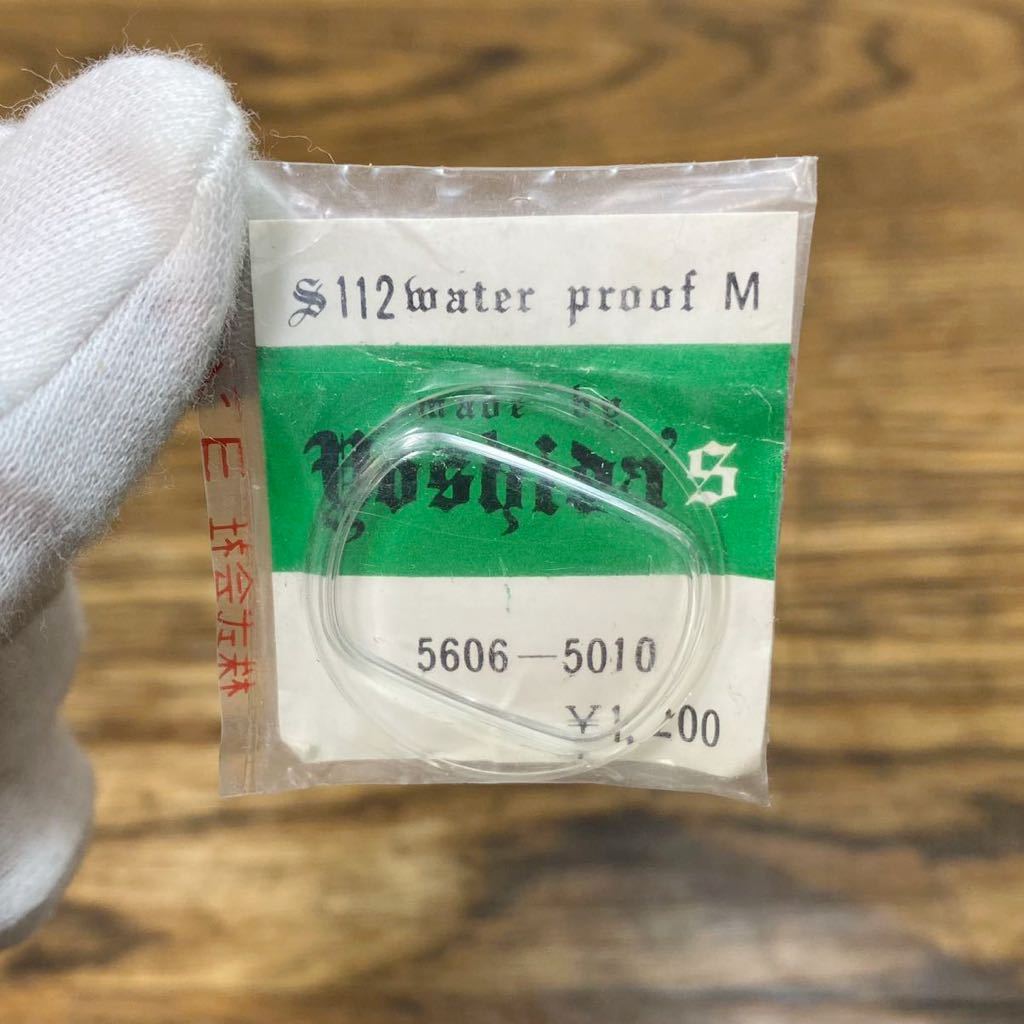 S112 water proof M
made by
Yoshida's
5606-5010
¥1,200